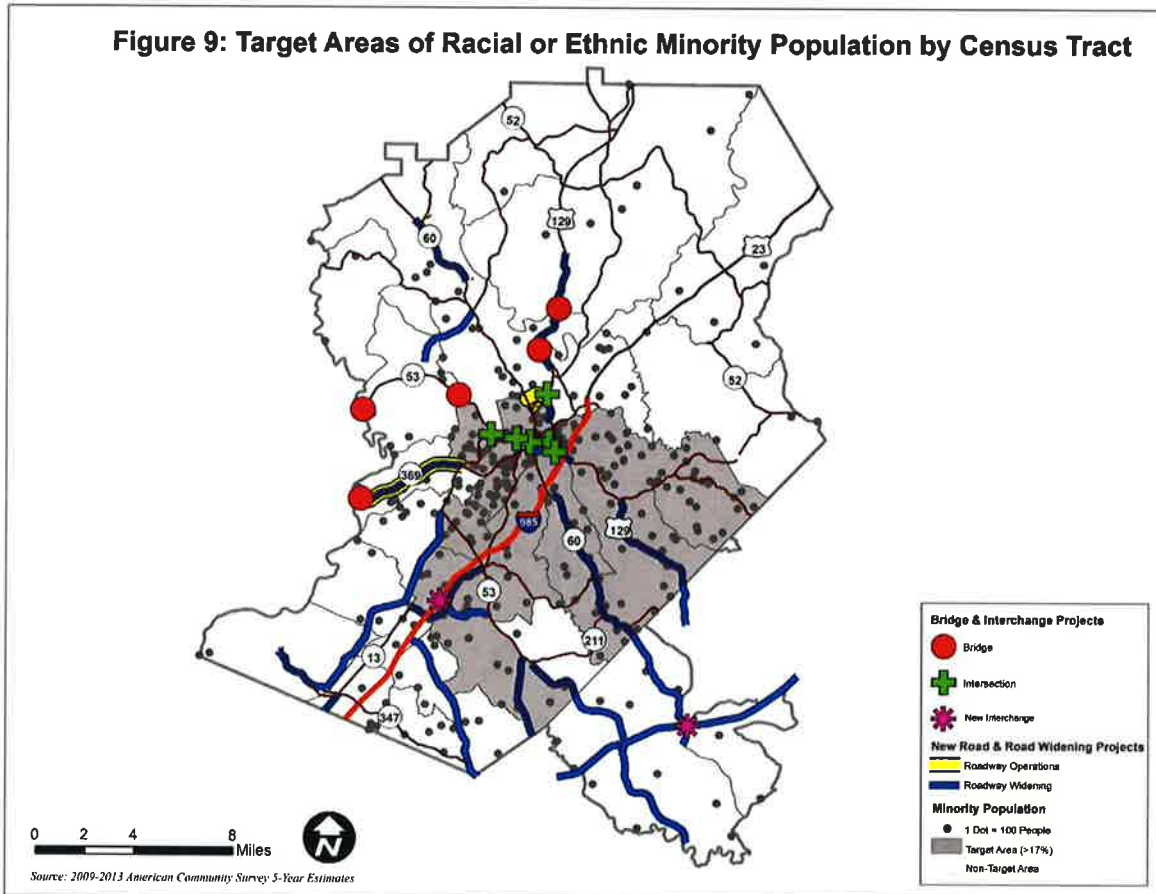 Figure 9: Target Areas of Racial or Ethnic Minority Population by Census Tract
52
129
60
23
53
52
369
985
60
129
53
211
13
347
Bridge & Interchange Projects
Bridge
Intersection
New Interchange
New Road & Road Widening Projects
Roadway Operations
Roadway Widening
Minority Population
1 Dot = 100 People
Target Area (>17%)
Non-Target Area
0 2 4 8
Miles
N
Source: 2009-2013 American Community Survey 5-Year Estimates